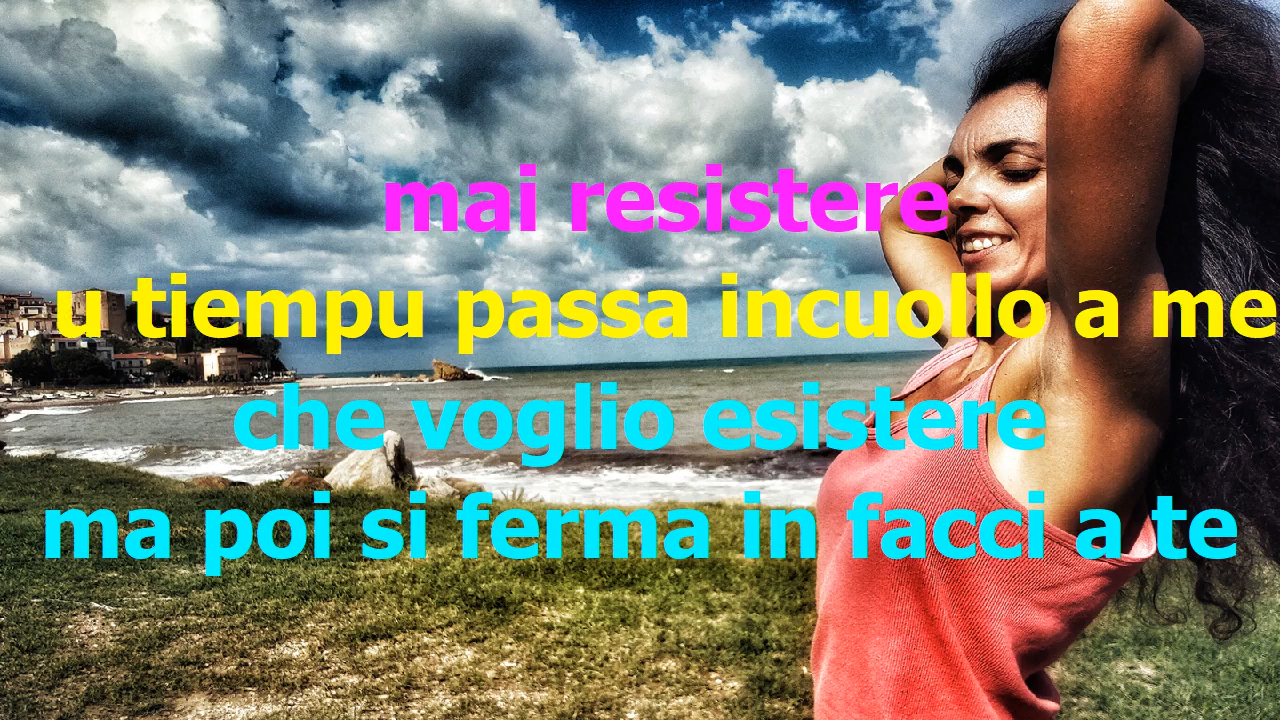 mai resistere
u tiempu passa incuollo a me
che voglio esistere
ma poi si ferma in facci a te